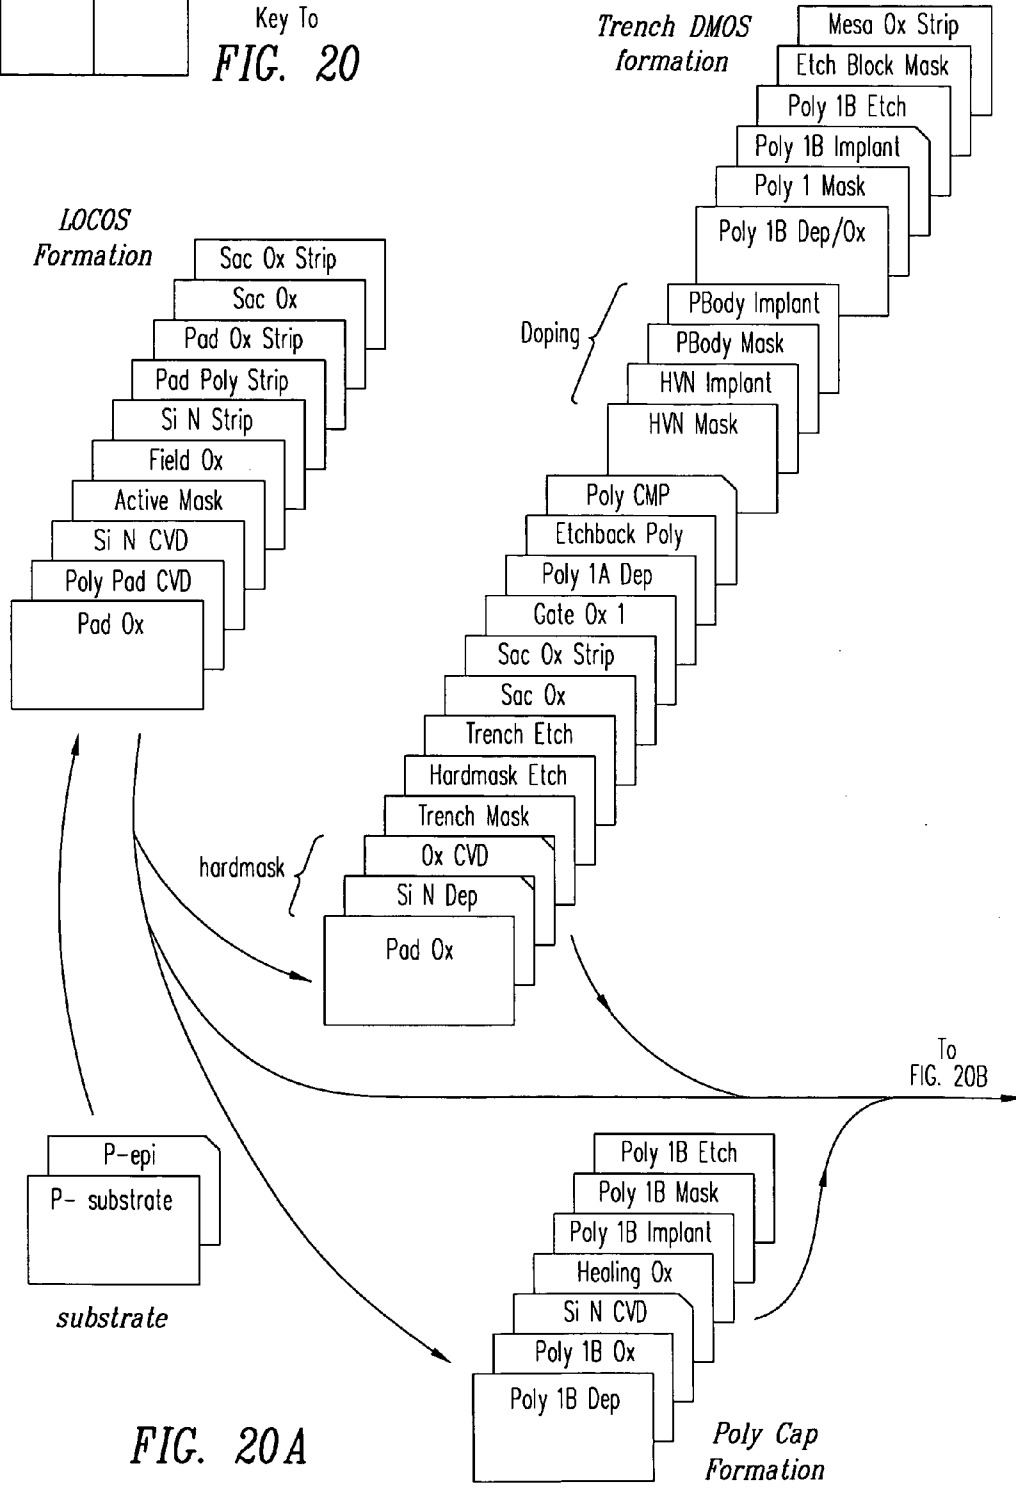 Key To
FIG. 20
Trench DMOS
formation
Mesa Ox Strip
Etch Block Mask
Poly 1B Etch
Poly 1B Implant
Poly 1 Mask
Poly 1B Dep/Ox
Doping
PBody Implant
PBody Mask
HVN Implant
HVN Mask
Poly CMP
Etchback Poly
Poly 1A Dep
Gate Ox 1
Sac Ox Strip
Sac Ox
Trench Etch
Hardmask Etch
Trench Mask
hardmask
Ox CVD
Si N Dep
Pad Ox
LOCOS
Formation
Sac Ox Strip
Sac Ox
Pad Ox Strip
Pad Poly Strip
Si N Strip
Field Ox
Active Mask
Si N CVD
Poly Pad CVD
Pad Ox
To
FIG. 20B
P-epi
P- substrate
substrate
Poly 1B Etch
Poly 1B Mask
Poly 1B Implant
Healing Ox
Si N CVD
Poly 1B Ox
Poly 1B Dep
Poly Cap
Formation
FIG. 20A